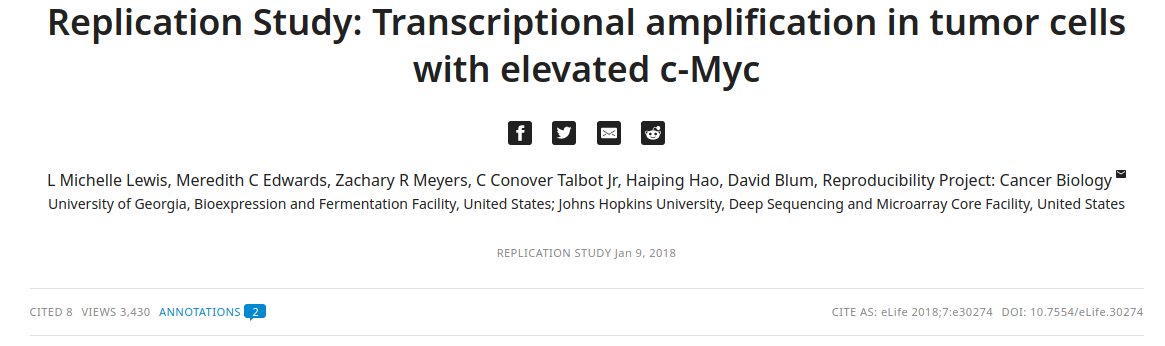 Replication Study: Transcriptional amplification in tumor cells
with elevated c-Myc
L Michelle Lewis, Meredith C Edwards, Zachary R Meyers, C Conover Talbot Jr, Haiping Hao, David Blum, Reproducibility Project: Cancer Biology
University of Georgia, Bioexpression and Fermentation Facility, United States; Johns Hopkins University, Deep Sequencing and Microarray Core Facility, United States
REPLICATION STUDY Jan 9, 2018
CITED 8 VIEWS 3,430 ANNOTATIONS 2 CITE AS: eLife 2018;7:e30274 DOI: 10.7554/eLife.30274